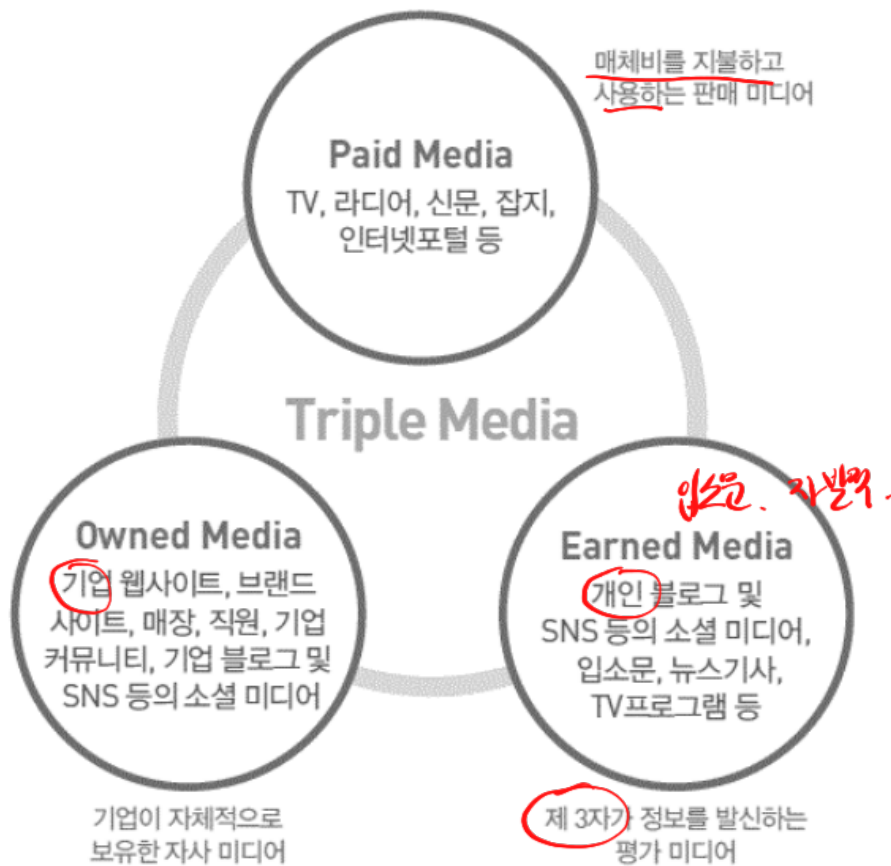 매체비를 지불하고
사용하는 판매 미디어
Paid Media
TV, 라디어, 신문, 잡지,
인터넷포털 등
Triple Media
Owned Media
기업 웹사이트, 브랜드
사이트, 매장, 직원, 기업
커뮤니티, 기업 블로그 및
SNS 등의 소셜 미디어
기업이 자체적으로
보유한 자사 미디어
입소문. 자발적.
Earned Media
개인 블로그 및
SNS 등의 소셜 미디어,
입소문, 뉴스기사,
TV프로그램 등
제 3자가 정보를 발신하는
평가 미디어